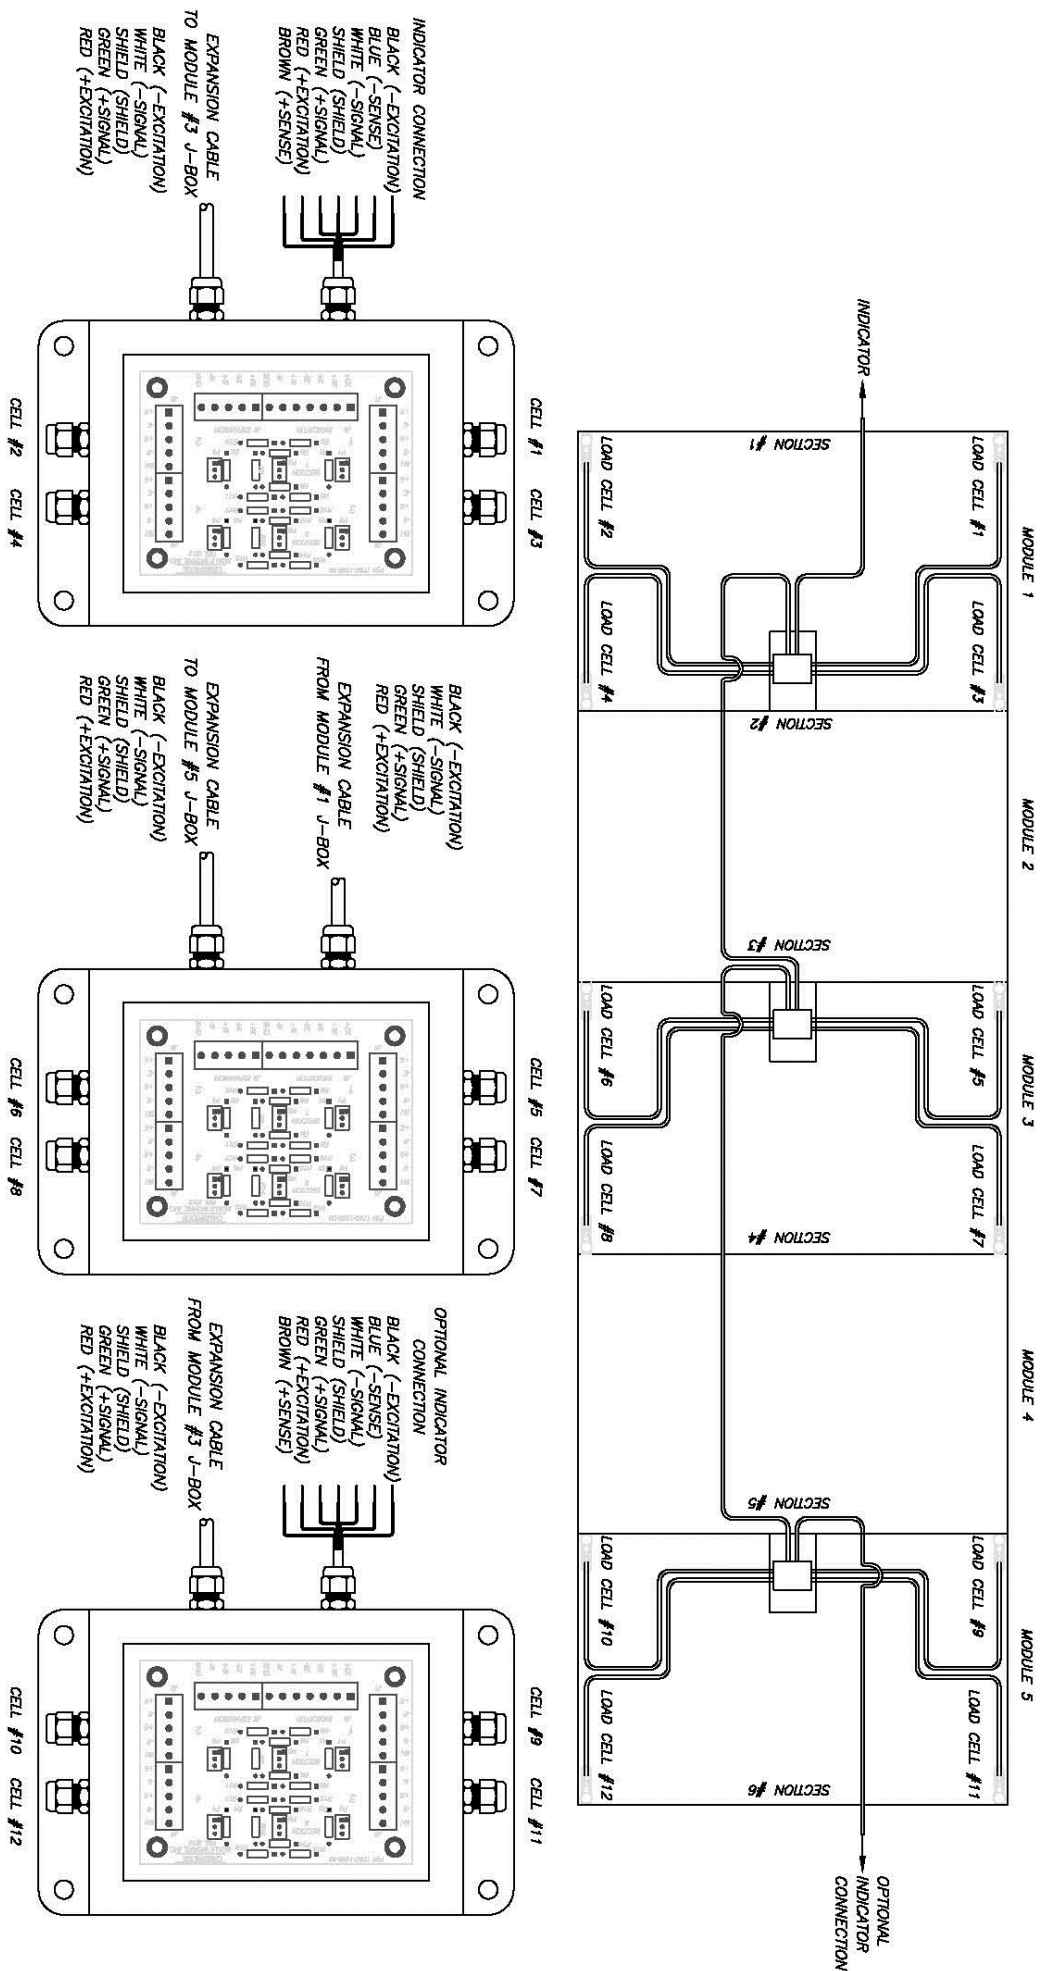 MODULE 1
MODULE 2
MODULE 3
MODULE 4
MODULE 5
LOAD CELL #1
LOAD CELL #3
LOAD CELL #5
LOAD CELL #7
LOAD CELL #9
LOAD CELL #11
INDICATOR
OPTIONAL
INDICATOR
CONNECTION
SECTION #1
SECTION #2
SECTION #3
SECTION #4
SECTION #5
SECTION #6
LOAD CELL #2
LOAD CELL #4
LOAD CELL #6
LOAD CELL #8
LOAD CELL #10
LOAD CELL #12
CELL #1
CELL #3
INDICATOR CONNECTION
BLACK (-EXCITATION)
BLUE (-SENSE)
WHITE (-SIGNAL)
SHIELD (SHIELD)
GREEN (+SIGNAL)
RED (+EXCITATION)
BROWN (+SENSE)
EXPANSION CABLE
TO MODULE #3 J-BOX
BLACK (-EXCITATION)
WHITE (-SIGNAL)
SHIELD (SHIELD)
GREEN (+SIGNAL)
RED (+EXCITATION)
CELL #2
CELL #4
CELL #5
CELL #7
BLACK (-EXCITATION)
WHITE (-SIGNAL)
SHIELD (SHIELD)
GREEN (+SIGNAL)
RED (+EXCITATION)
EXPANSION CABLE
FROM MODULE #1 J-BOX
EXPANSION CABLE
TO MODULE #5 J-BOX
BLACK (-EXCITATION)
WHITE (-SIGNAL)
SHIELD (SHIELD)
GREEN (+SIGNAL)
RED (+EXCITATION)
CELL #6
CELL #8
CELL #9
CELL #11
OPTIONAL INDICATOR
CONNECTION
BLACK (-EXCITATION)
BLUE (-SENSE)
WHITE (-SIGNAL)
SHIELD (SHIELD)
GREEN (+SIGNAL)
RED (+EXCITATION)
BROWN (+SENSE)
EXPANSION CABLE
FROM MODULE #3 J-BOX
BLACK (-EXCITATION)
WHITE (-SIGNAL)
SHIELD (SHIELD)
GREEN (+SIGNAL)
RED (+EXCITATION)
CELL #10
CELL #12